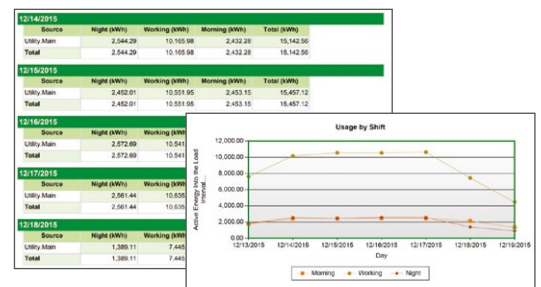 12/14/2015
Source Night (kWh) Working (kWh) Morning (kWh) Total (kWh)
Utility.Main 2,544.29 10,165.98 2,432.28 15,142.56
Total 2,544.29 10,165.98 2,432.28 15,142.56
12/15/2015
Source Night (kWh) Working (kWh) Morning (kWh) Total (kWh)
Utility.Main 2,452.01 10,551.95 2,453.15 15,457.12
Total 2,452.01 10,551.95 2,453.15 15,457.12
12/16/2015
Source Night (kWh) Working (kWh
Utility.Main 2,572.69 10,541
Total 2,572.69 10,541
12/17/2015
Source Night (kWh) Working (kWh
Utility.Main 2,561.44 10,635
Total 2,561.44 10,635
12/18/2015
Source Night (kWh) Working (kWh
Utility.Main 1,389.11 7,445
Total 1,389.11 7,445
Usage by Shift
Active Energy Into the Load
Interval...
12,000.00
10,000.00
8,000.00
6,000.00
4,000.00
2,000.00
0.00
12/13/2015 12/14/2015 12/15/2015 12/16/2015 12/17/2015 12/18/2015 12/19/2015
Day
Morning Working Night